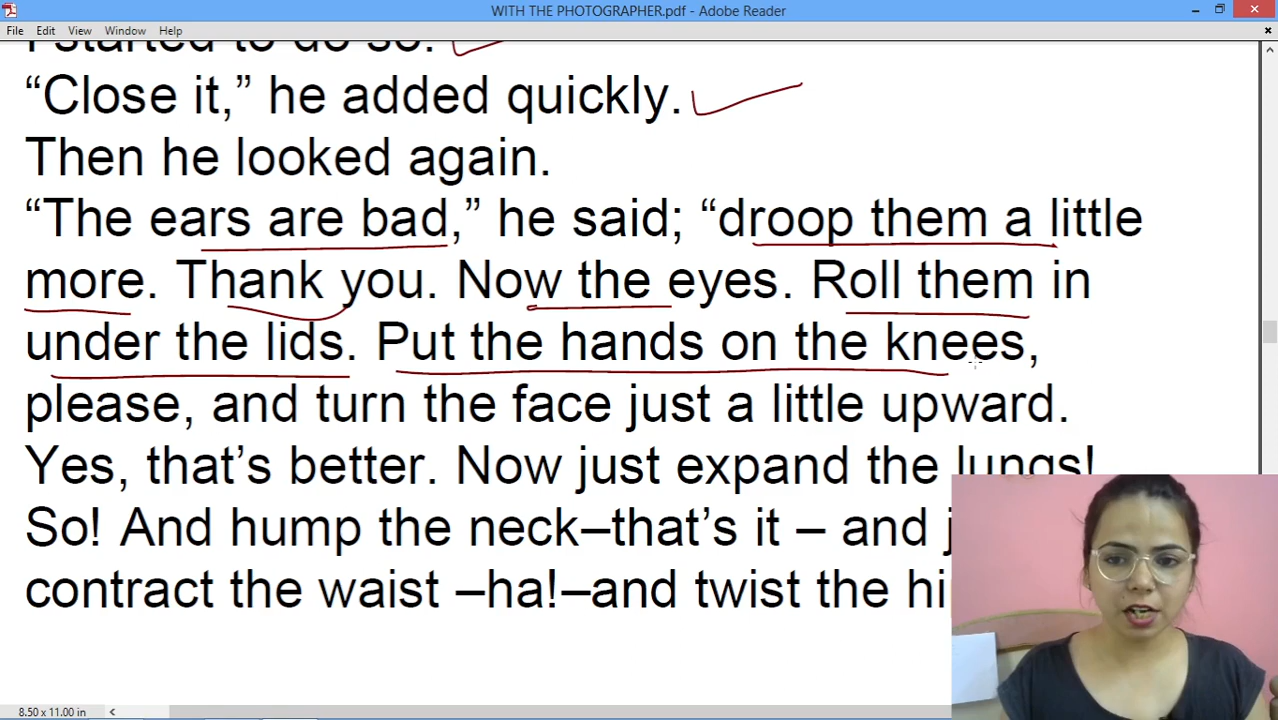 WITH THE PHOTOGRAPHER.pdf - Adobe Reader
File Edit View Window Help
I started to do so.
“Close it,” he added quickly.
Then he looked again.
“The ears are bad,” he said; “droop them a little
more. Thank you. Now the eyes. Roll them in
under the lids. Put the hands on the knees,
please, and turn the face just a little upward.
Yes, that’s better. Now just expand the lungs!
So! And hump the neck–that’s it – and
contract the waist –ha!–and twist the
8.50 x 11.00 in